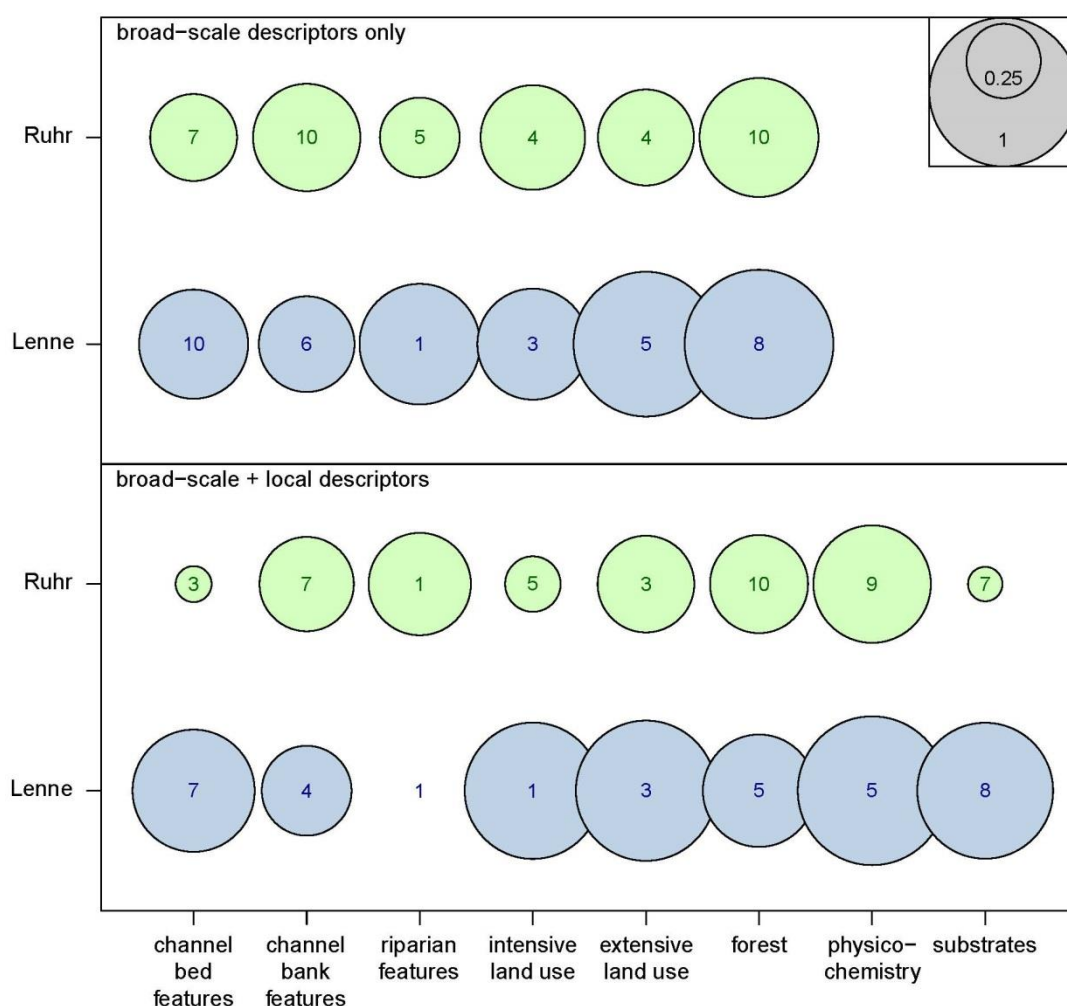 broad−scale descriptors only
0.25
1
Ruhr
7 10 5 4 4 10
Lenne
10 6 1 3 5 8
broad−scale + local descriptors
Ruhr
3 7 1 5 3 10 9 7
Lenne
7 4 1 1 3 5 5 8
channel
bed
features
channel
bank
features
riparian
features
intensive
land use
extensive
land use
forest
physico−
chemistry
substrates